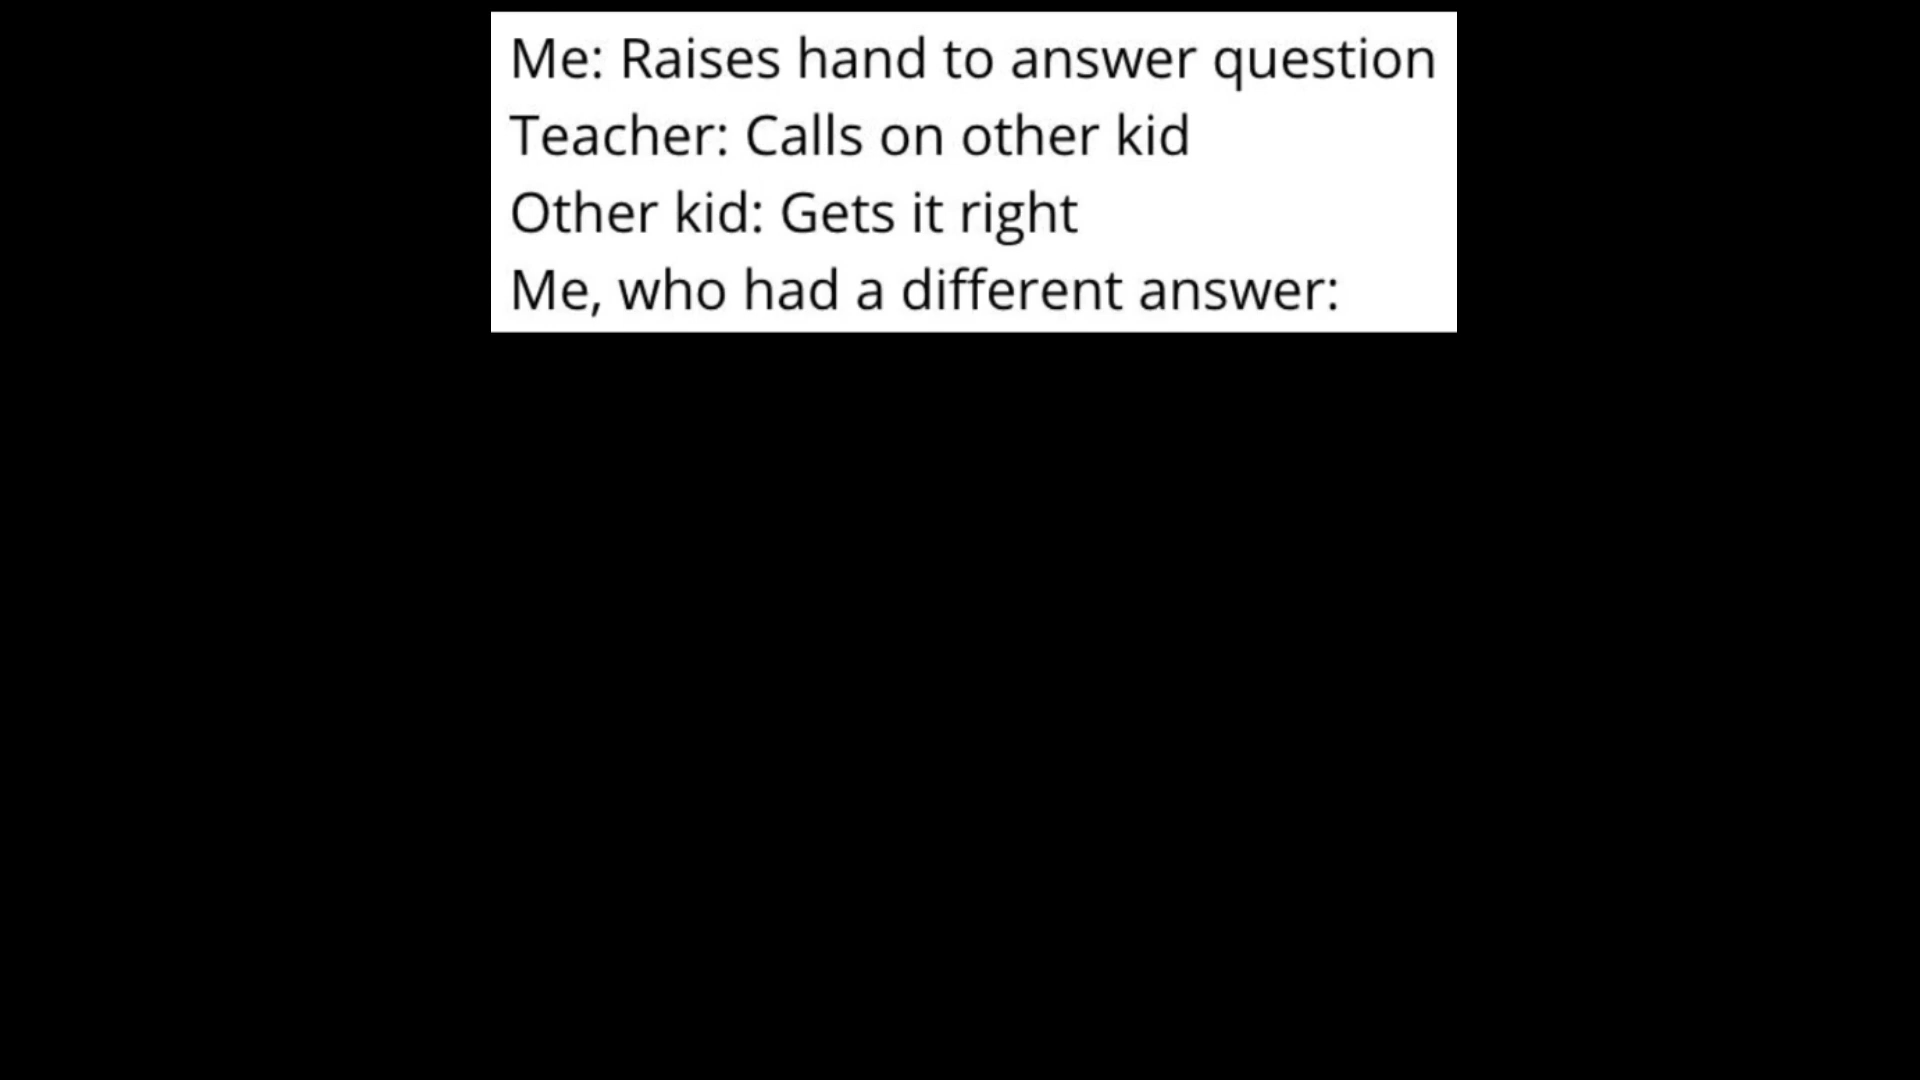 Me: Raises hand to answer question
Teacher: Calls on other kid
Other kid: Gets it right
Me, who had a different answer: